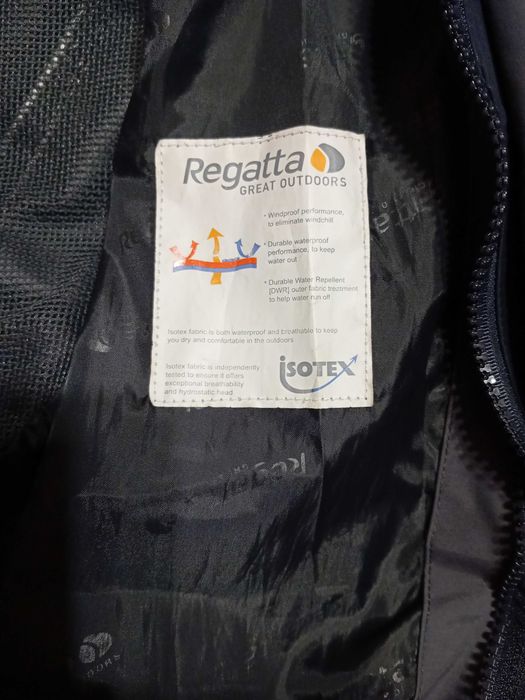 Regatta
GREAT OUTDOORS
· Windproof performance,
to eliminate windchill
· Durable waterproof
performance, to keep
water out
· Durable Water Repellent
[DWR] outer fabric treatment
to help water run off
Isotex fabric is both waterproof and breathable to keep
you dry and comfortable in the outdoors
Isotex fabric is independently
tested to ensure it offers
exceptional breathability
and hydrostatic head
isOTEX
Regatta
DOORS